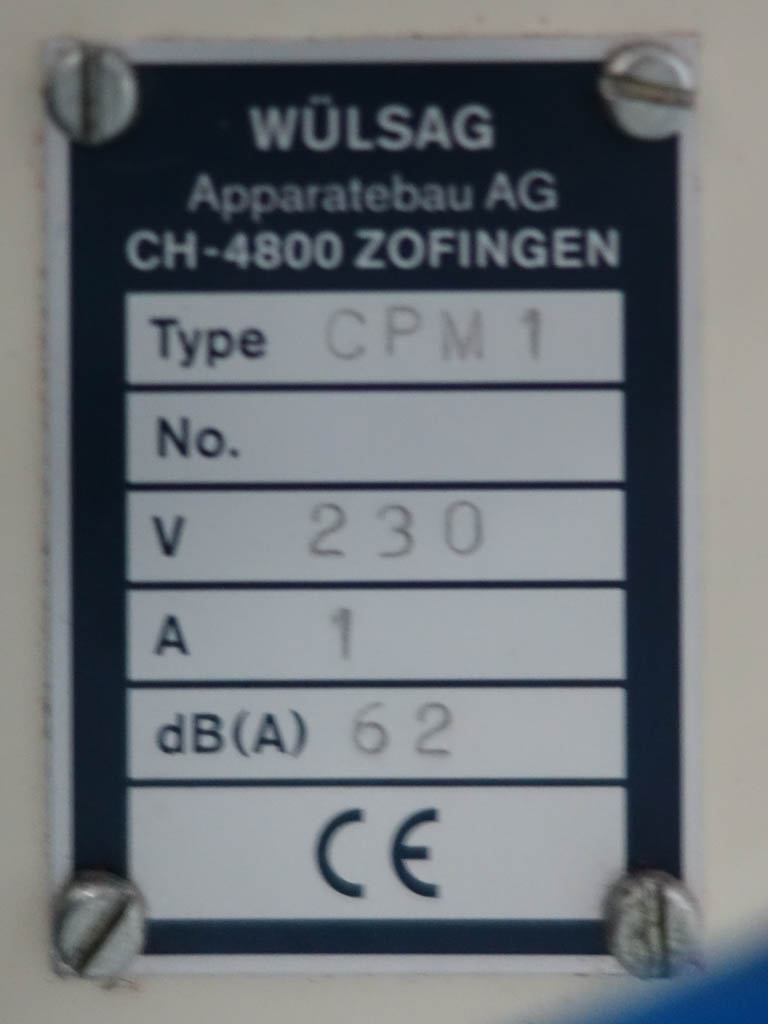 WÜLSAG
Apparatebau AG
CH-4800 ZOFINGEN
Type CPM 1
No.
V 230
A 1
dB(A) 62
CE